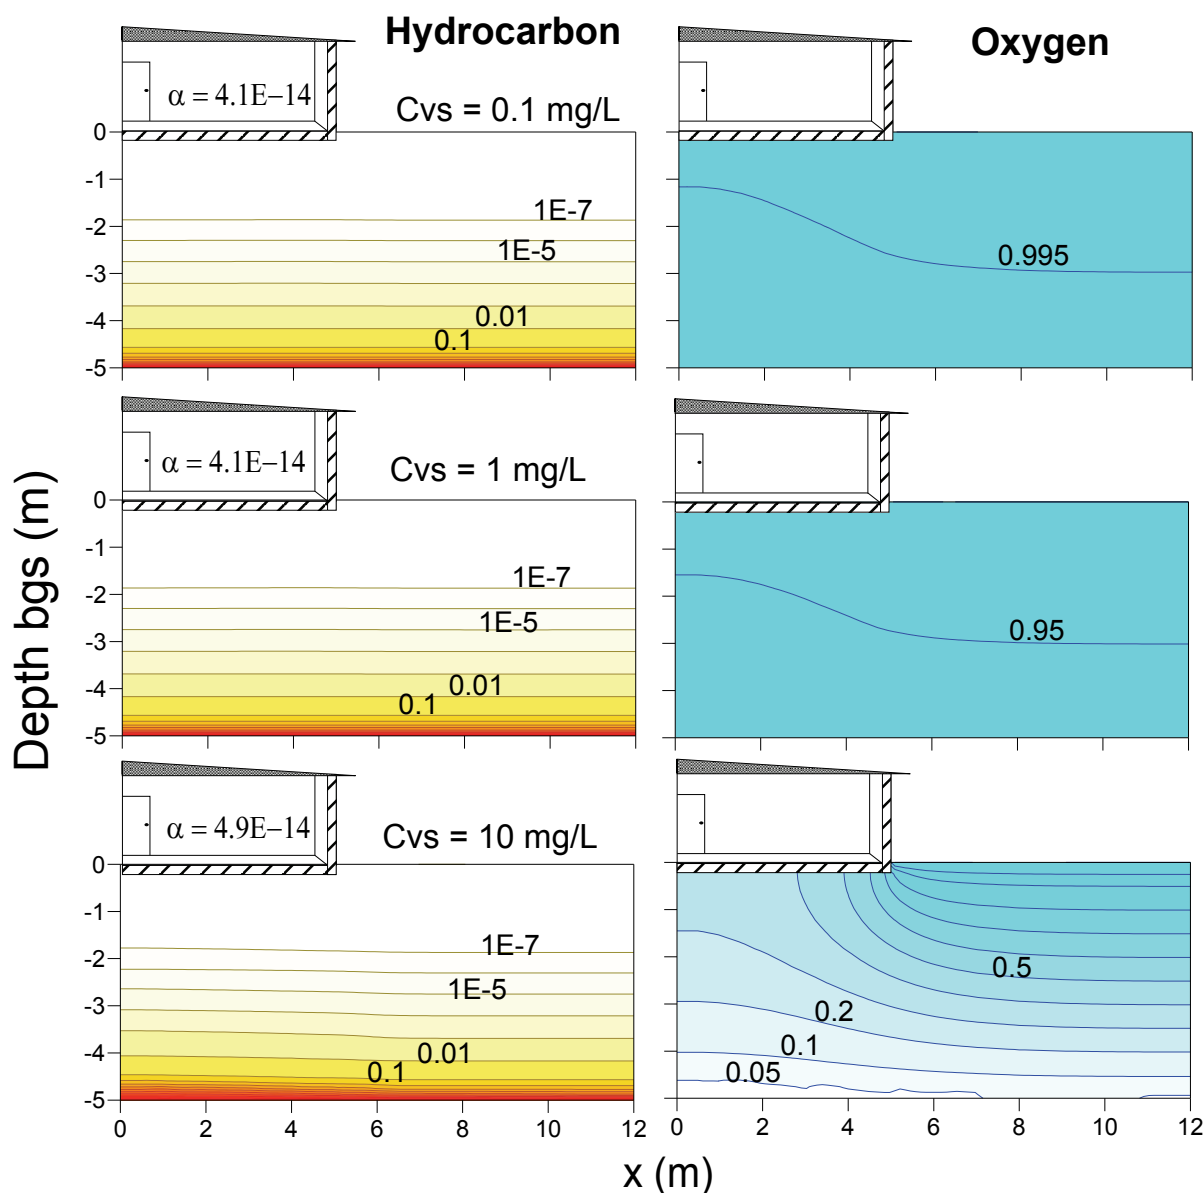 Hydrocarbon
Oxygen
α = 4.1E−14
Cvs = 0.1 mg/L
0
-1
-2
-3
-4
-5
1E-7
1E-5
0.01
0.1
0.995
α = 4.1E−14
Cvs = 1 mg/L
0
-1
-2
-3
-4
-5
1E-7
1E-5
0.01
0.1
0.95
Depth bgs (m)
α = 4.9E−14
Cvs = 10 mg/L
0
-1
-2
-3
-4
-5
1E-7
1E-5
0.01
0.1
0.5
0.2
0.1
0.05
0 2 4 6 8 10 12
0 2 4 6 8 10 12
x (m)